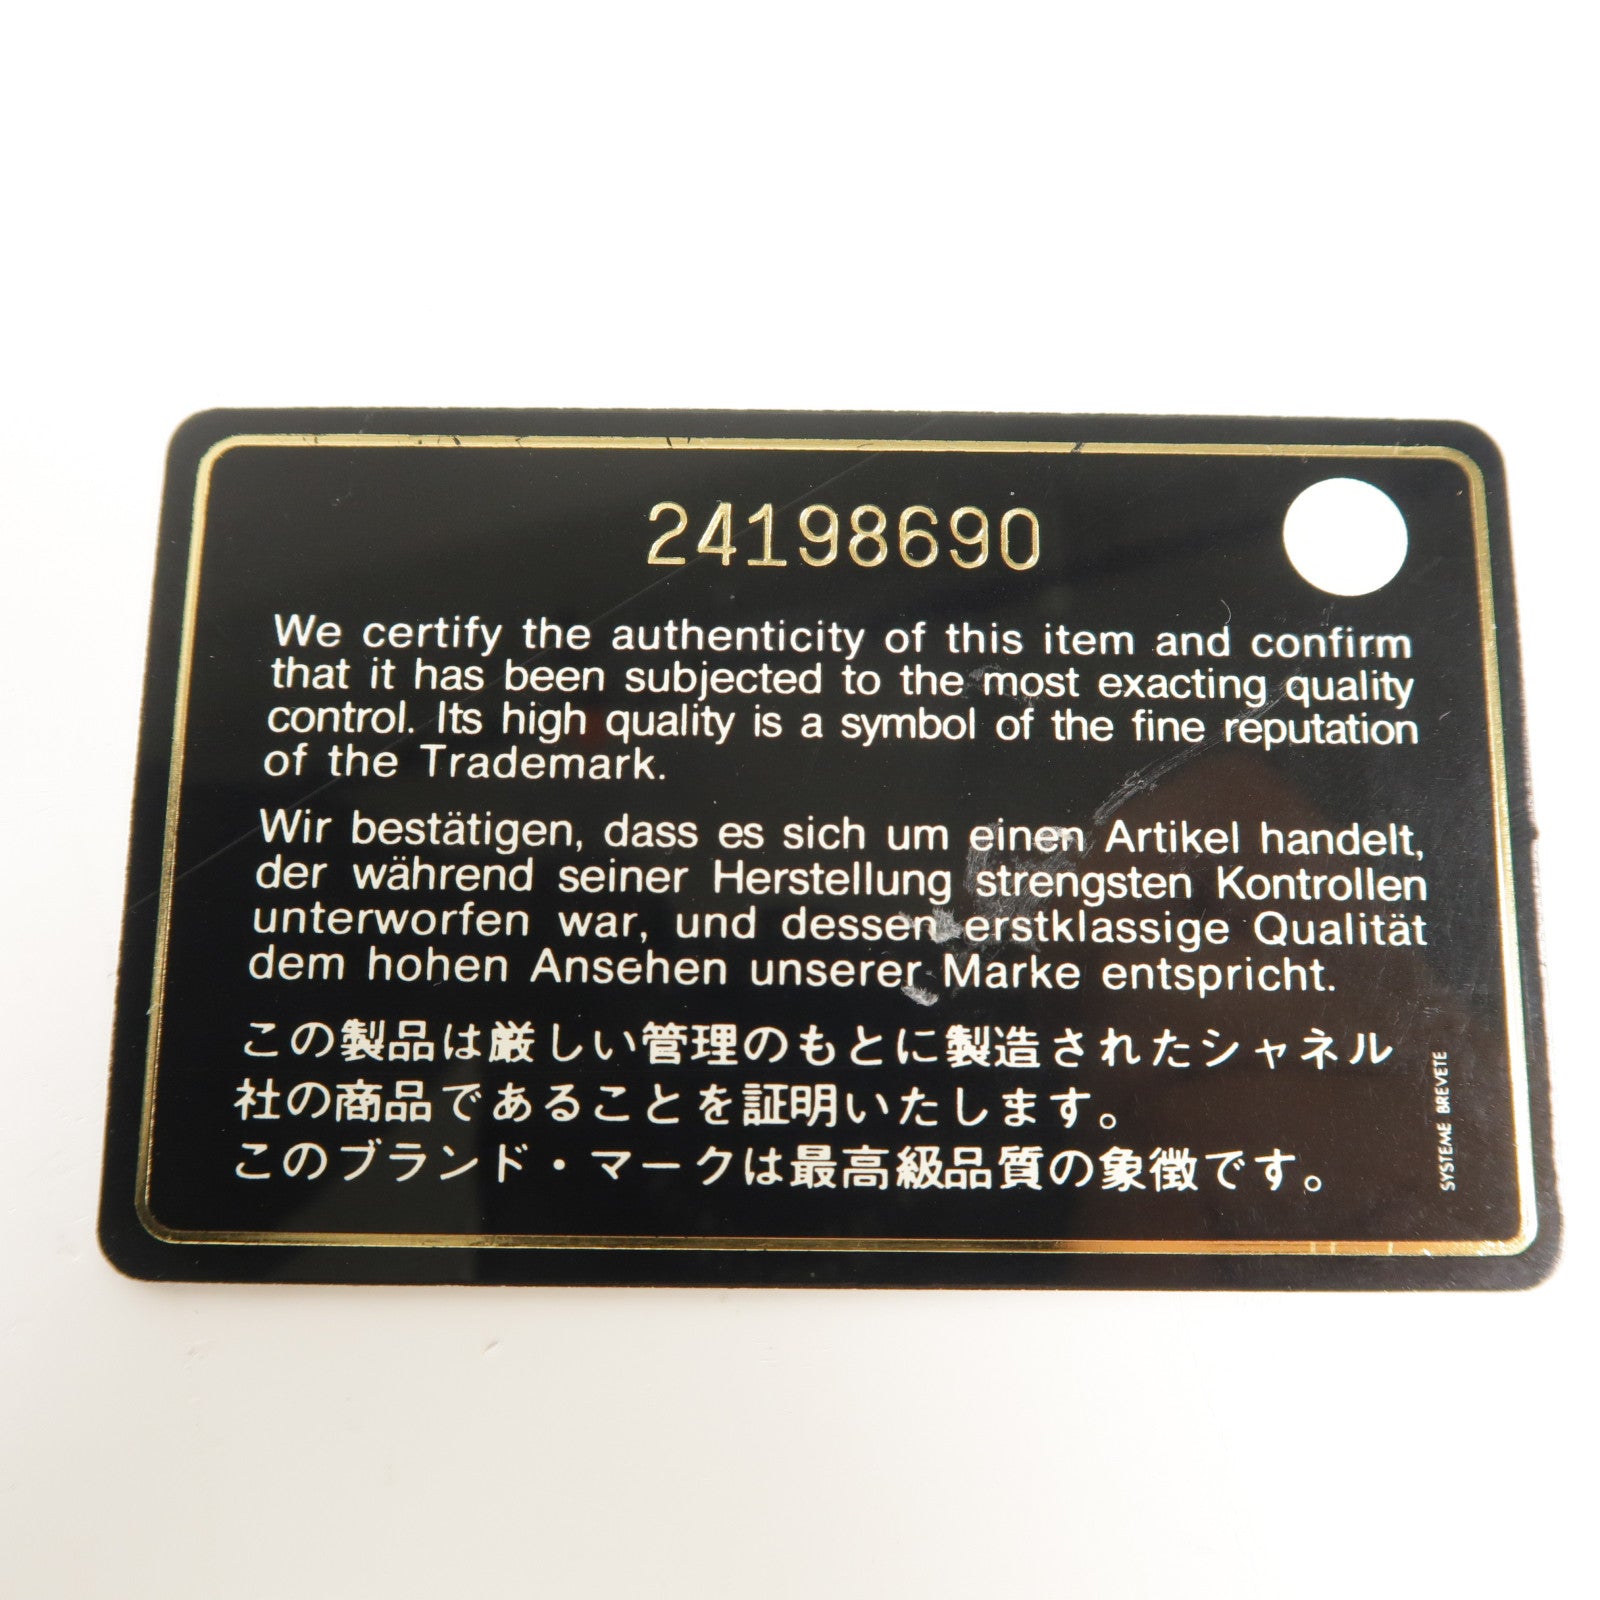 24198690
We certify the authenticity of this item and confirm
that it has been subjected to the most exacting quality
control. Its high quality is a symbol of the fine reputation
of the Trademark.
Wir bestätigen, dass es sich um einen Artikel handelt,
der während seiner Herstellung strengsten Kontrollen
unterworfen war, und dessen erstklassige Qualität
dem hohen Ansehen unserer Marke entspricht.
この製品は厳しい管理のもとに製造されたシャネル
社の商品であることを証明いたします。
このブランド・マークは最高級品質の象徴です。
SYSTEME BREVETE